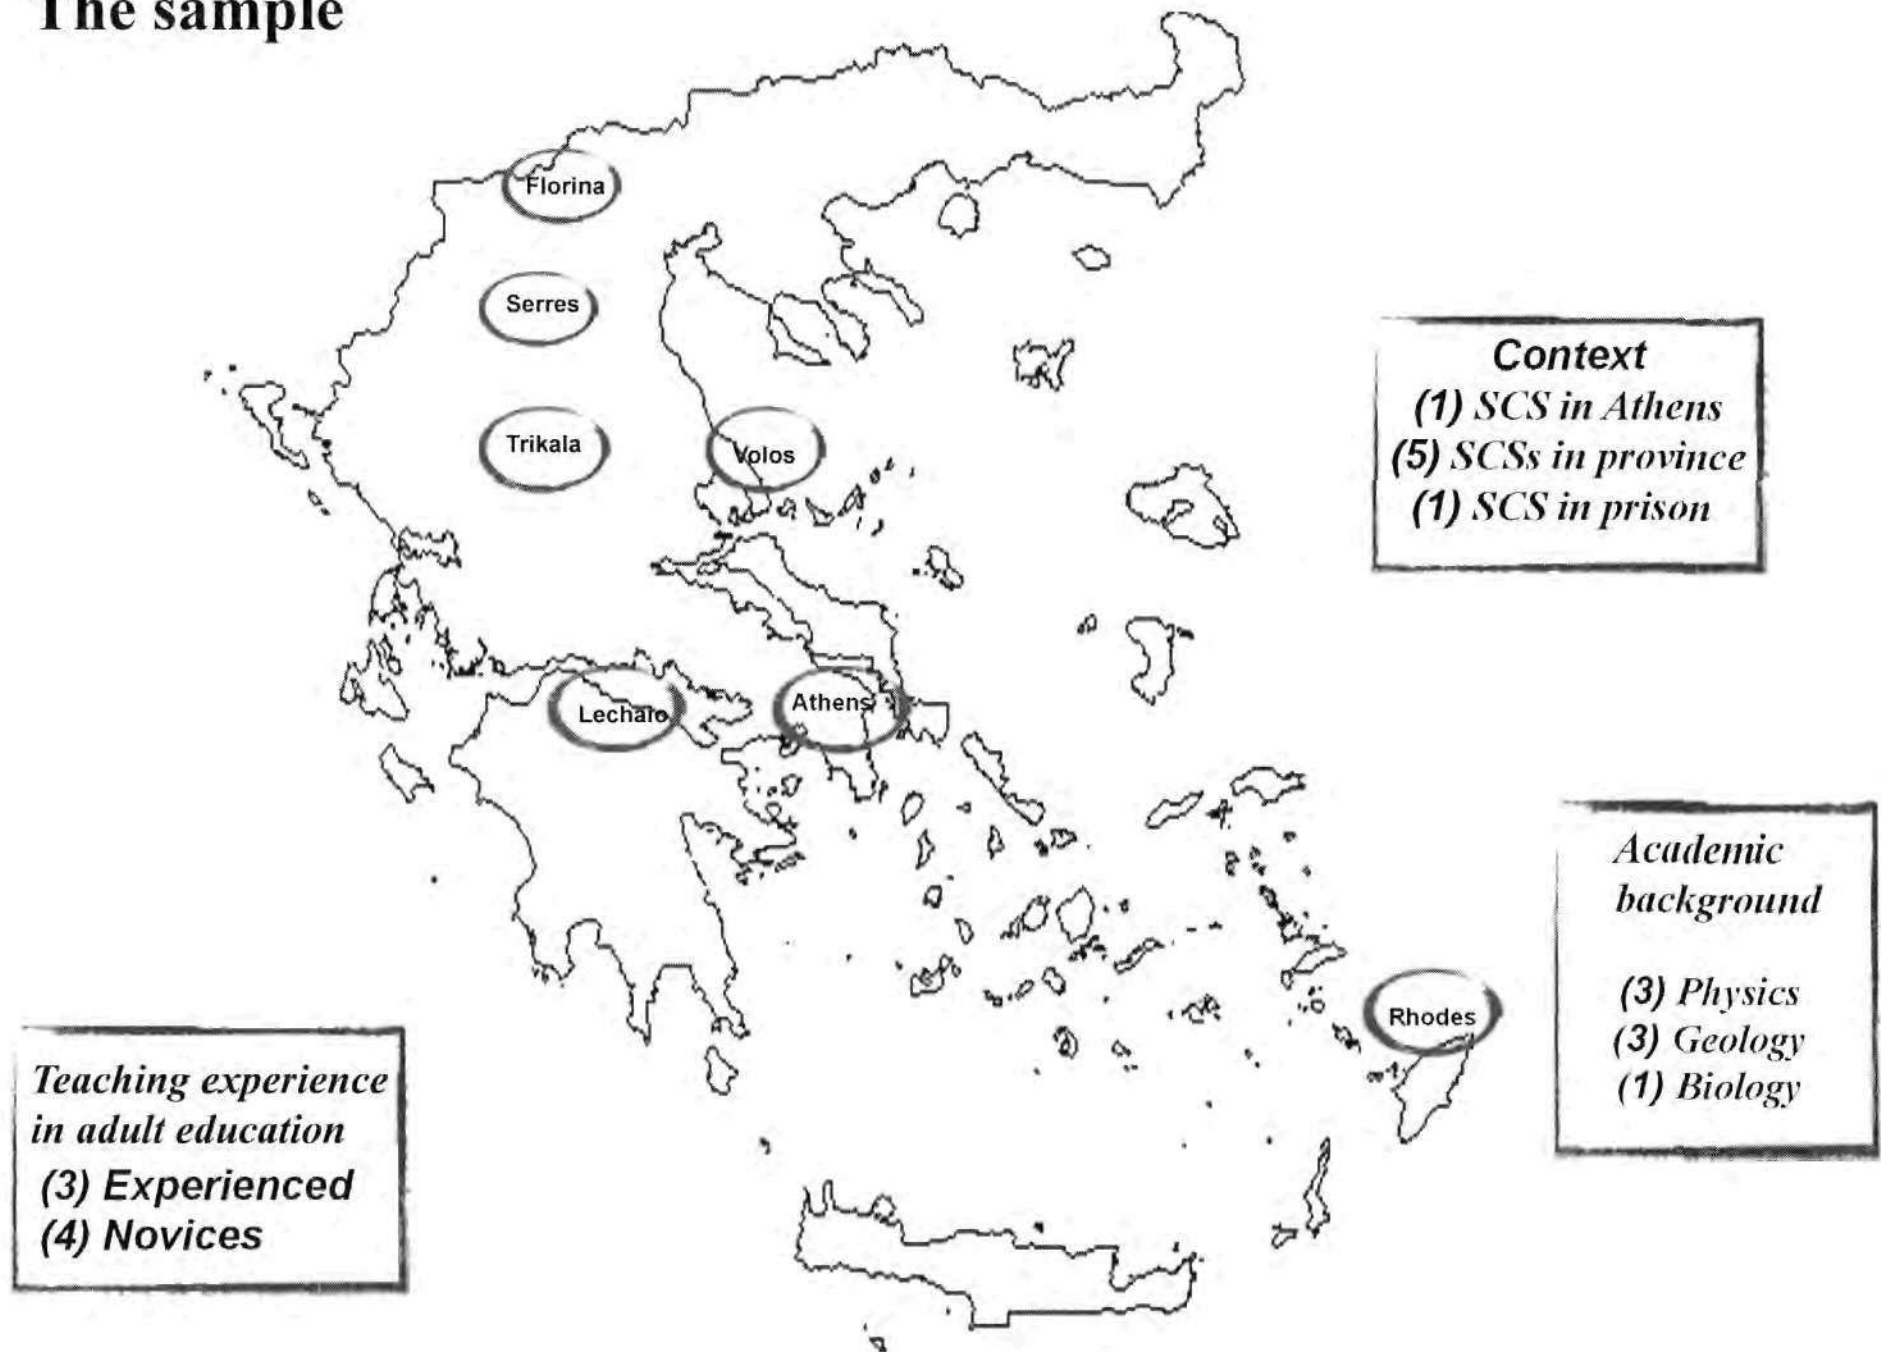 The sample
Florina
Serres
Trikala
Volos
Context
(1) SCS in Athens
(5) SCSs in province
(1) SCS in prison
Lechaio
Athens
Academic
background
(3) Physics
(3) Geology
(1) Biology
Rhodes
Teaching experience
in adult education
(3) Experienced
(4) Novices